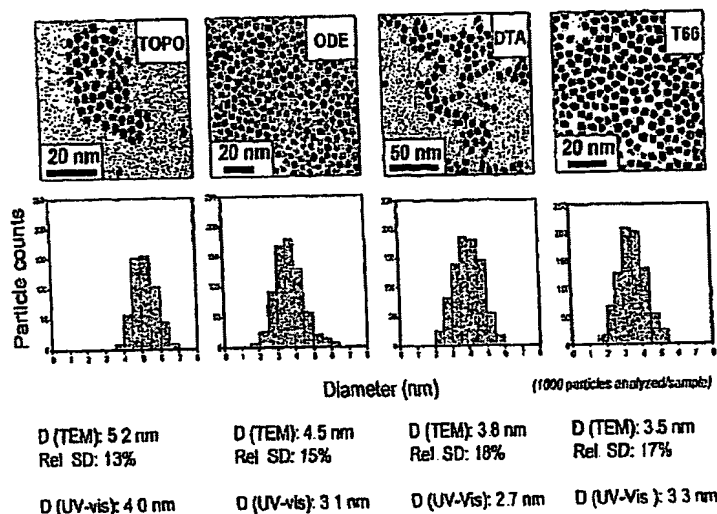 TOPO ODE DTA T66
20 nm 20 nm 50 nm 20 nm
Particle counts
Diameter (nm) (1000 particles analyzed/sample)
D (TEM): 5 2 nm D (TEM): 4.5 nm D (TEM): 3.8 nm D (TEM): 3.5 nm
Rel SD: 13% Rel. SD: 15% Rel. SD: 18% Rel. SD: 17%
D (UV-vis): 4 0 nm D (UV-vis): 3 1 nm D (UV-Vis): 2.7 nm D (UV-Vis ): 3 3 nm